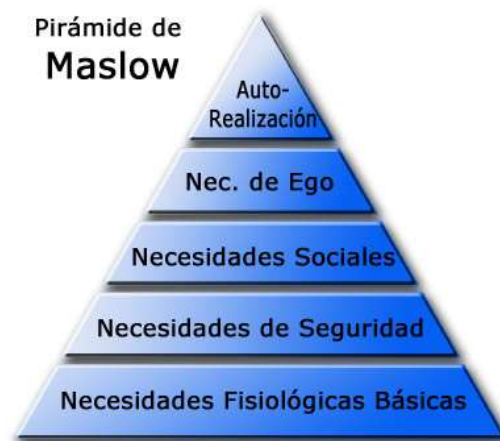 Pirámide de
Maslow
Auto-
Realización
Nec. de Ego
Necesidades Sociales
Necesidades de Seguridad
Necesidades Fisiológicas Básicas